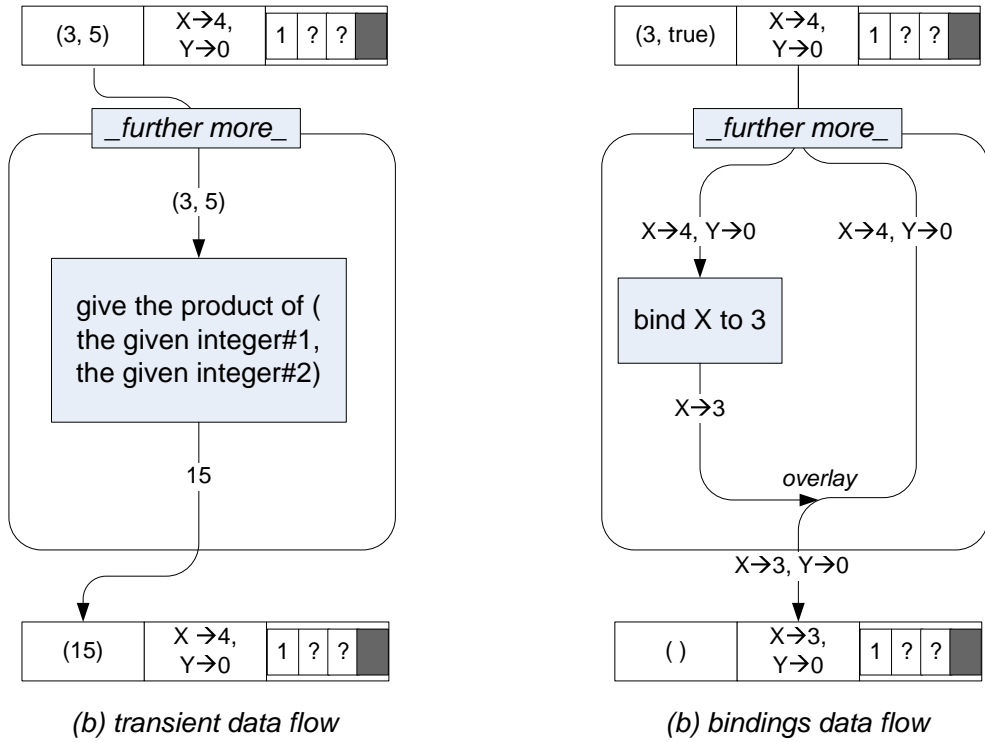 (3, 5)
X→4,
Y→0
1 ? ?
_further more_
(3, 5)
give the product of (
the given integer#1,
the given integer#2)
15
(15)
X →4,
Y→0
1 ? ?
(b) transient data flow
(3, true)
X→4,
Y→0
1 ? ?
_further more_
X→4, Y→0
X→4, Y→0
bind X to 3
X→3
overlay
X→3, Y→0
( )
X→3,
Y→0
1 ? ?
(b) bindings data flow